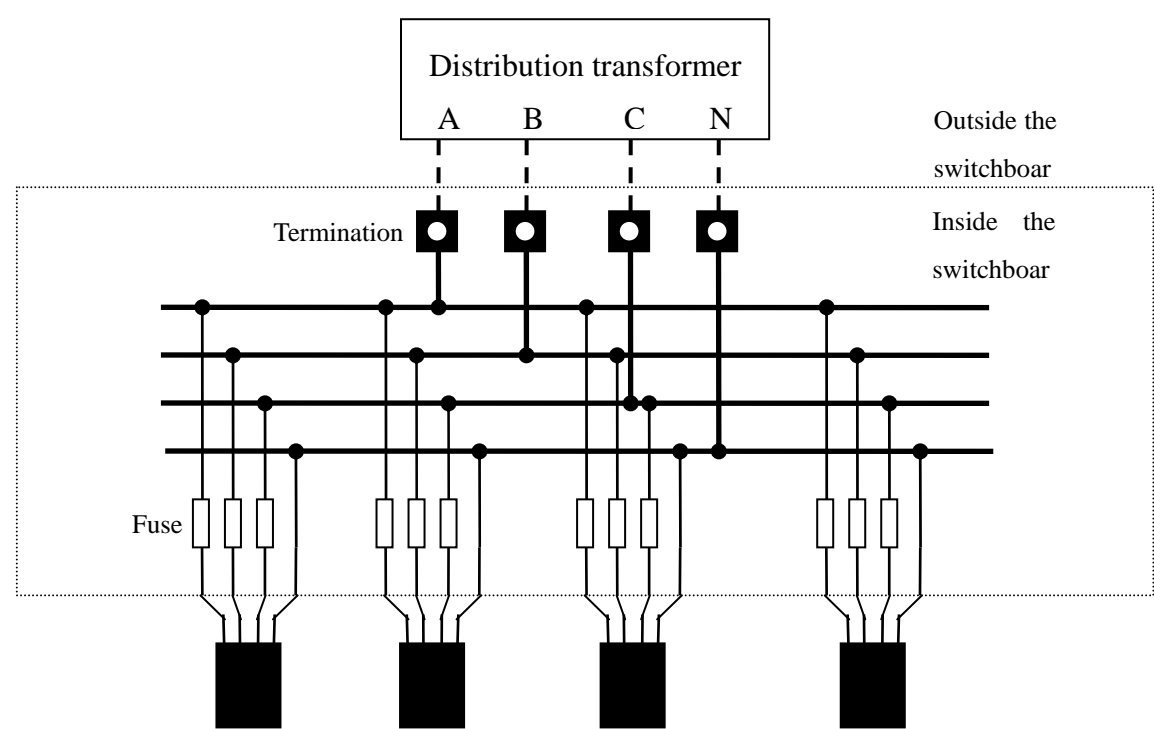 Distribution transformer
A B C N
Outside the
switchboar
Termination
Inside the
switchboar
Fuse